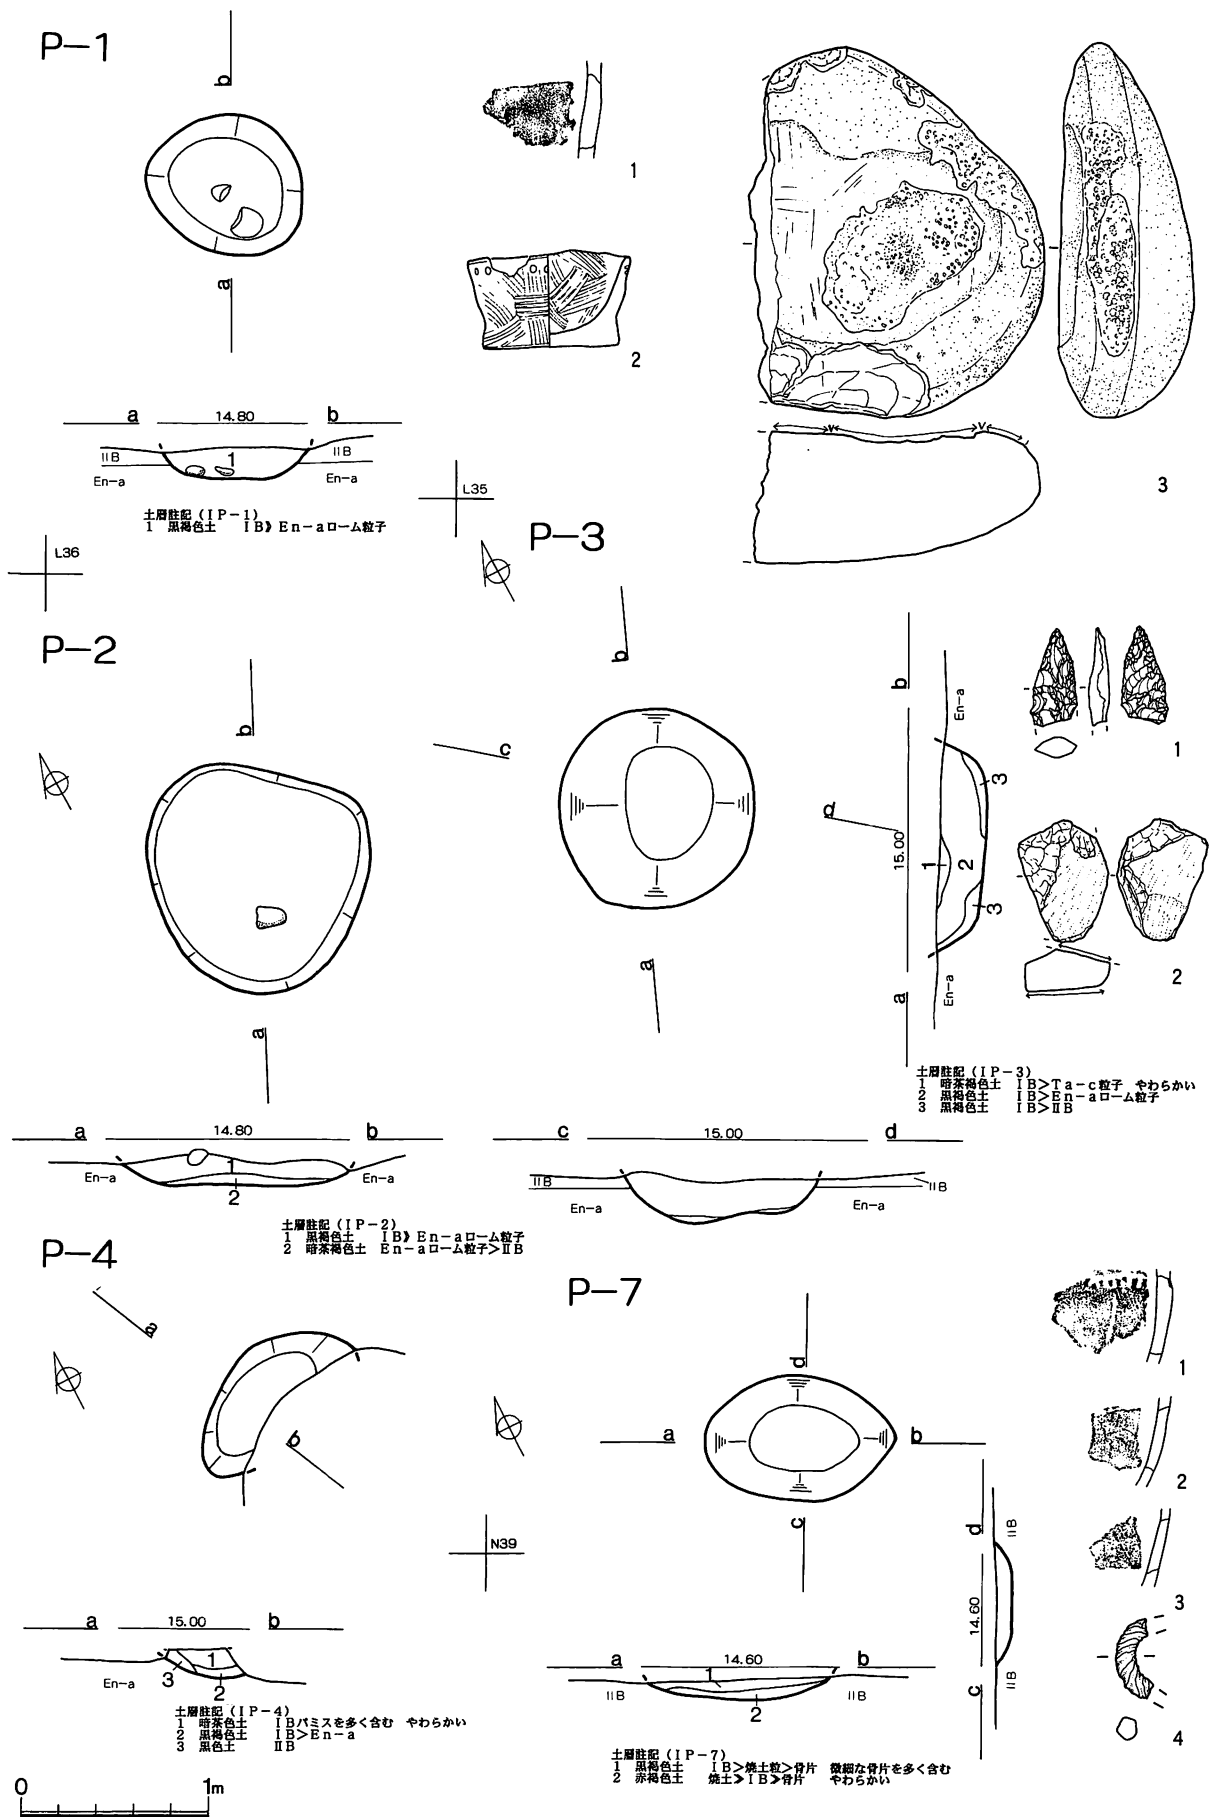 P-1
b
a
1
2
3
a 14.80 b
ⅡB 1 ⅡB
En-a En-a
土層註記(IP-1)
1 黒褐色土 ⅠB》En-aローム粒子
L35
L36
P-2
b
a
a 14.80 b
En-a 1 En-a
2
土層註記(IP-2)
1 黒褐色土 ⅠB》En-aローム粒子
2 暗茶褐色土 En-aローム粒子>ⅡB
P-3
b
c
d
a
b
En-a
3
15.00 1 2
3
En-a
a
1
2
土層註記(IP-3)
1 暗茶褐色土 ⅠB>Ta-c粒子 やわらかい
2 黒褐色土 ⅠB>En-aローム粒子
3 黒褐色土 ⅠB>ⅡB
c 15.00 d
ⅡB ⅡB
En-a En-a
P-4
a
b
a 15.00 b
1
En-a 3 2
土層註記(IP-4)
1 暗茶色土 ⅠBパミスを多く含む やわらかい
2 黒褐色土 ⅠB>En-a
3 黒色土 ⅡB
0 1m
P-7
d
a b
c
N39
d
ⅡB
14.60
ⅡB
c
a 14.60 b
1
ⅡB ⅡB
2
土層註記(IP-7)
1 黒褐色土 ⅠB>焼土粒>骨片 微細な骨片を多く含む
2 赤褐色土 焼土》ⅠB》骨片 やわらかい
1
2
3
4